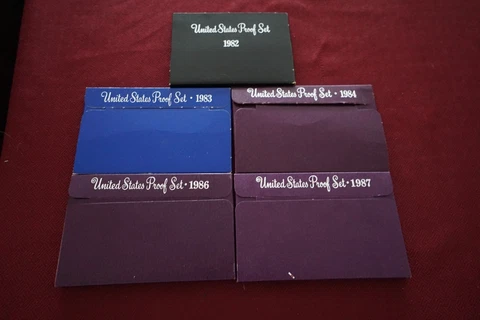 United States Proof Set
1982
United States Proof Set • 1983
United States Proof Set • 1984
United States Proof Set • 1986
United States Proof Set • 1987